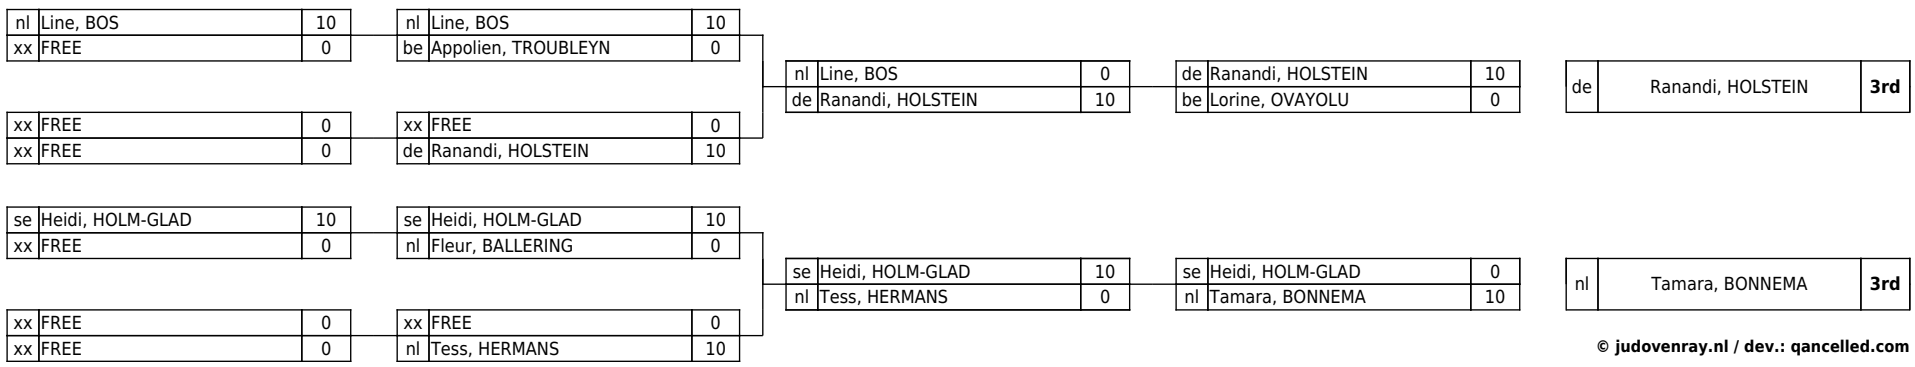 nl Line, BOS 10 nl Line, BOS 10
xx FREE 0 be Appolien, TROUBLEYN 0
nl Line, BOS 0 de Ranandi, HOLSTEIN 10
de Ranandi, HOLSTEIN 3rd
de Ranandi, HOLSTEIN 10 be Lorine, OVAYOLU 0
xx FREE 0 xx FREE 0
xx FREE 0 de Ranandi, HOLSTEIN 10
se Heidi, HOLM-GLAD 10 se Heidi, HOLM-GLAD 10
xx FREE 0 nl Fleur, BALLERING 0
se Heidi, HOLM-GLAD 10 se Heidi, HOLM-GLAD 0
nl Tamara, BONNEMA 3rd
nl Tess, HERMANS 0 nl Tamara, BONNEMA 10
xx FREE 0 xx FREE 0
xx FREE 0 nl Tess, HERMANS 10
© judovenray.nl / dev.: qancelled.com